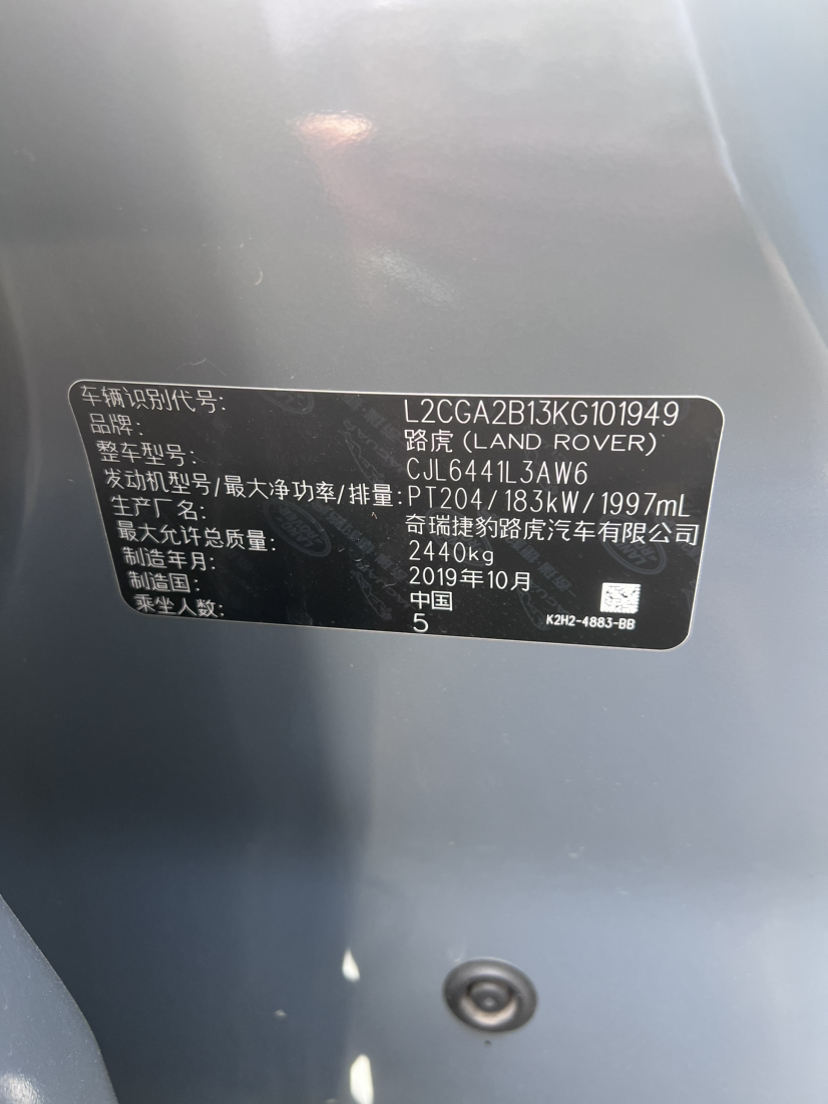 车辆识别代号: L2CGA2B13KG101949
品牌: 路虎 (LAND ROVER)
整车型号: CJL6441L3AW6
发动机型号/最大净功率/排量: PT204/183kW/1997mL
生产厂名: 奇瑞捷豹路虎汽车有限公司
最大允许总质量: 2440kg
制造年月: 2019年10月
制造国: 中国
乘坐人数: 5
K2H2-4883-BB